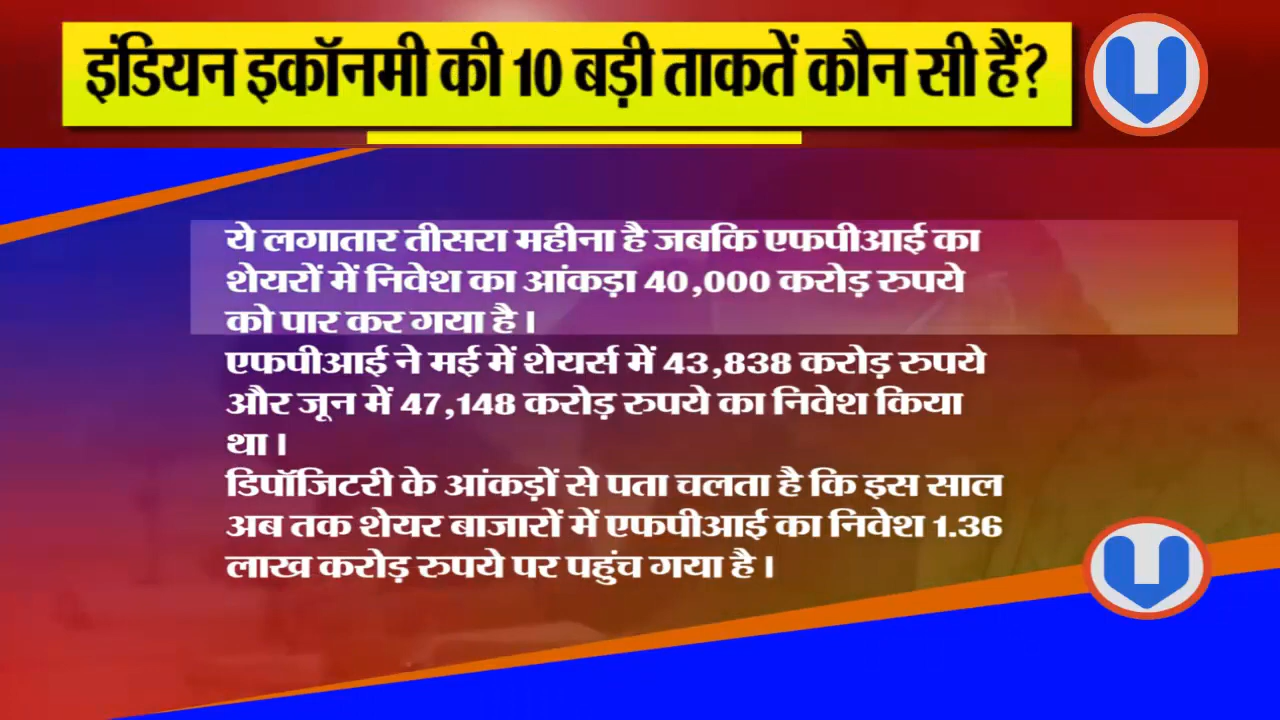 इंडियन इकॉनमी की 10 बड़ी ताकतें कौन सी हैं?
ये लगातार तीसरा महीना है जबकि एफपीआई का
शेयरों में निवेश का आंकड़ा 40,000 करोड़ रुपये
को पार कर गया है।
एफपीआई ने मई में शेयर्स में 43,838 करोड़ रुपये
और जून में 47,148 करोड़ रुपये का निवेश किया
था।
डिपॉजिटरी के आंकड़ों से पता चलता है कि इस साल
अब तक शेयर बाजारों में एफपीआई का निवेश 1.36
लाख करोड़ रुपये पर पहुंच गया है।